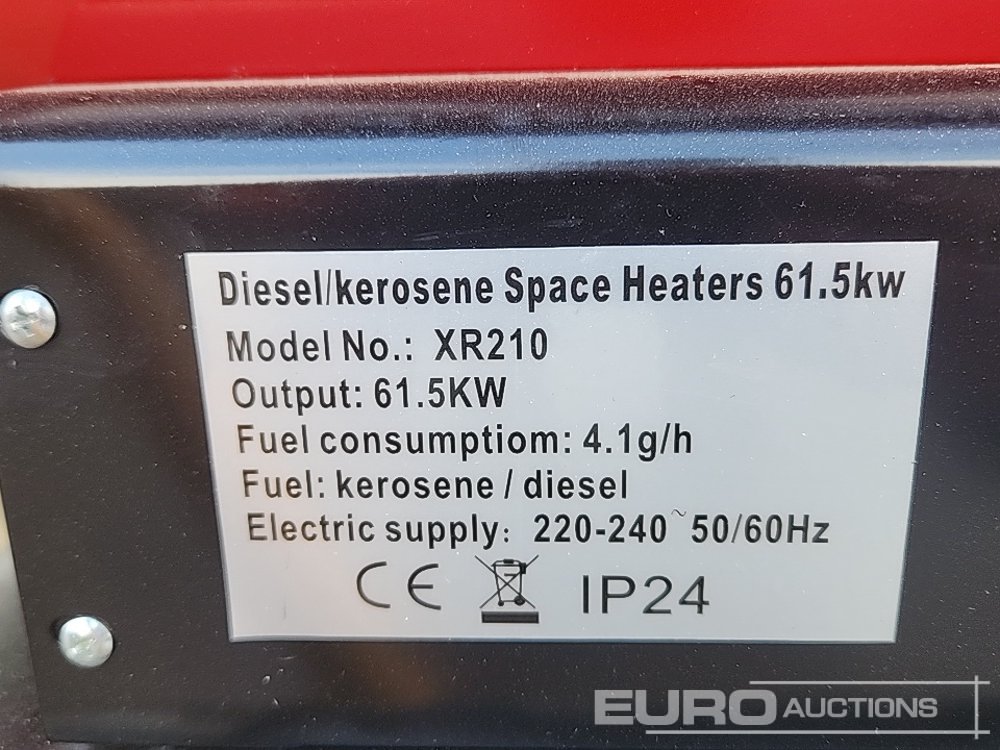 Diesel/kerosene Space Heaters 61.5kw
Model No.: XR210
Output: 61.5KW
Fuel consumptiom: 4.1g/h
Fuel: kerosene / diesel
Electric supply: 220-240~50/60Hz
CE IP24
EURO AUCTIONS